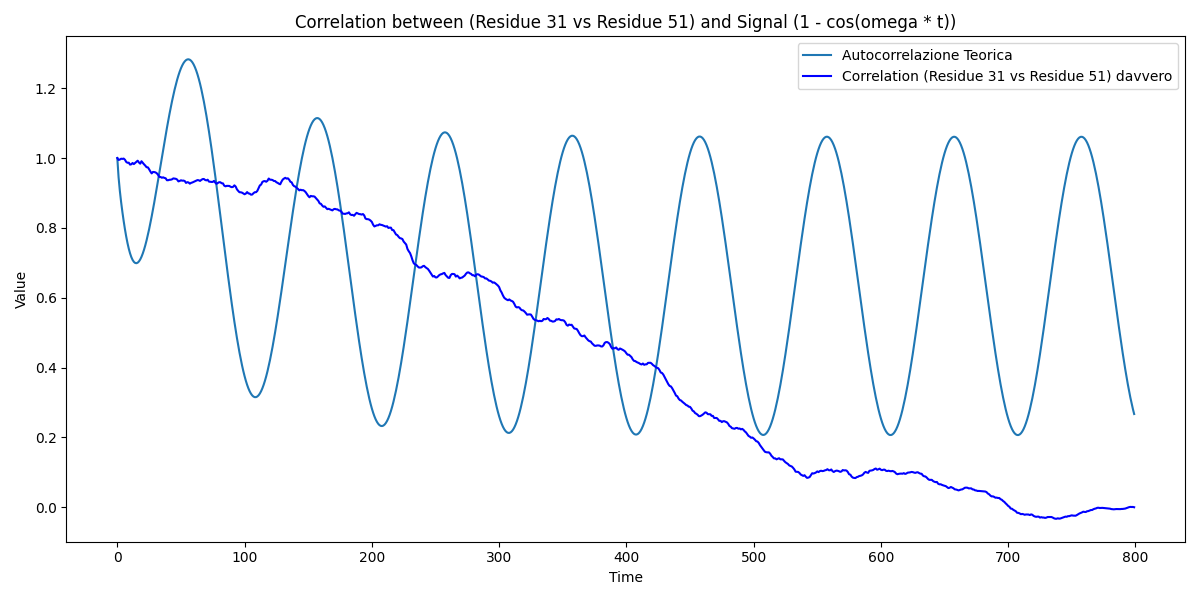 Correlation between (Residue 31 vs Residue 51) and Signal (1 - cos(omega * t))
Autocorrelazione Teorica
Correlation (Residue 31 vs Residue 51) davvero
Value
1.2
1.0
0.8
0.6
0.4
0.2
0.0
0 100 200 300 400 500 600 700 800
Time